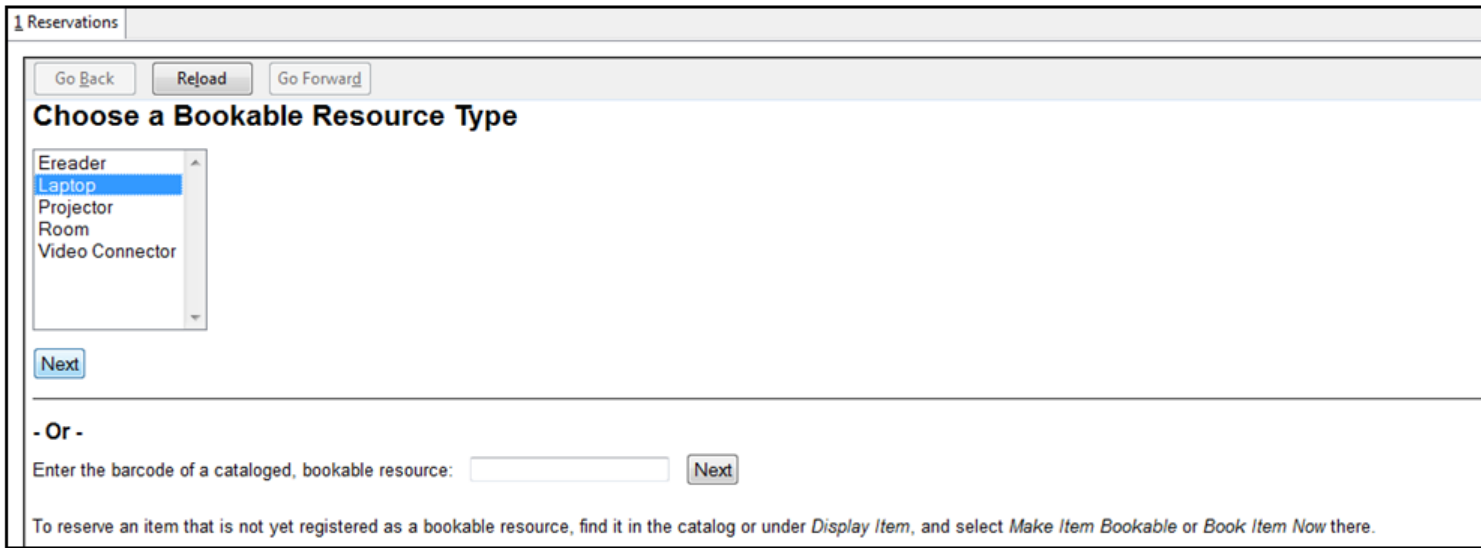 1 Reservations
Go Back Reload Go Forward
Choose a Bookable Resource Type
Ereader
Laptop
Projector
Room
Video Connector
Next
- Or -
Enter the barcode of a cataloged, bookable resource: Next
To reserve an item that is not yet registered as a bookable resource, find it in the catalog or under Display Item, and select Make Item Bookable or Book Item Now there.